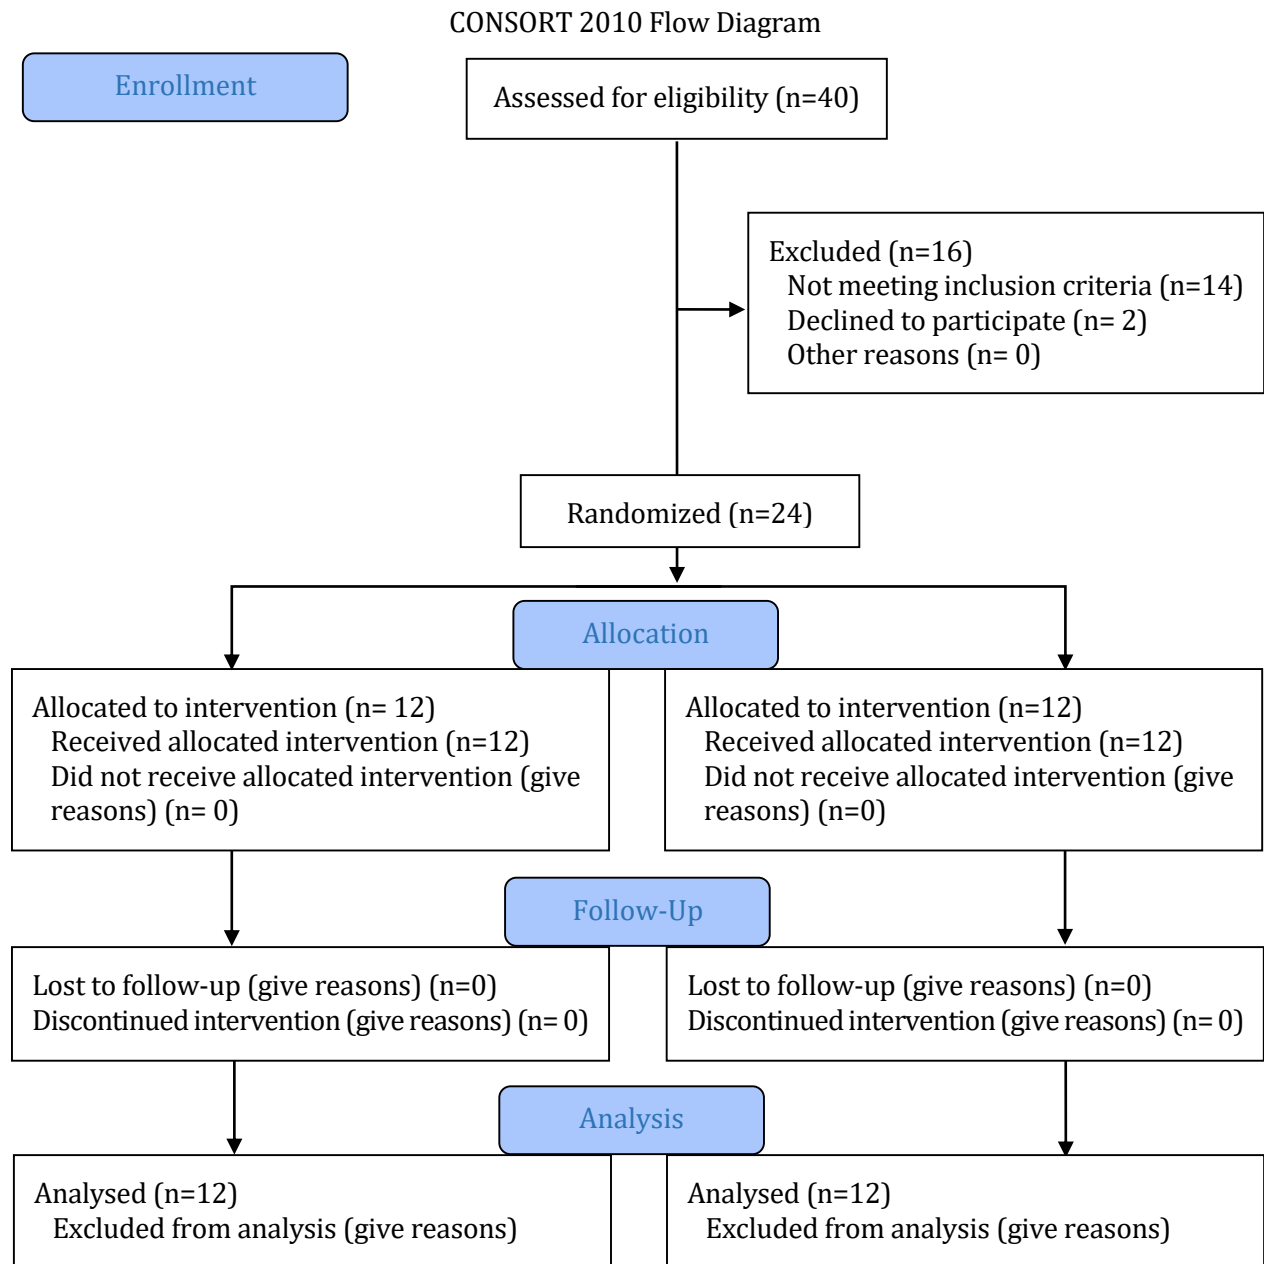 CONSORT 2010 Flow Diagram
Enrollment
Assessed for eligibility (n=40)
Excluded (n=16)
Not meeting inclusion criteria (n=14)
Declined to participate (n= 2)
Other reasons (n= 0)
Randomized (n=24)
Allocation
Allocated to intervention (n= 12)
Received allocated intervention (n=12)
Did not receive allocated intervention (give
reasons) (n= 0)
Allocated to intervention (n=12)
Received allocated intervention (n=12)
Did not receive allocated intervention (give
reasons) (n=0)
Follow-Up
Lost to follow-up (give reasons) (n=0)
Discontinued intervention (give reasons) (n= 0)
Lost to follow-up (give reasons) (n=0)
Discontinued intervention (give reasons) (n= 0)
Analysis
Analysed (n=12)
Excluded from analysis (give reasons)
Analysed (n=12)
Excluded from analysis (give reasons)